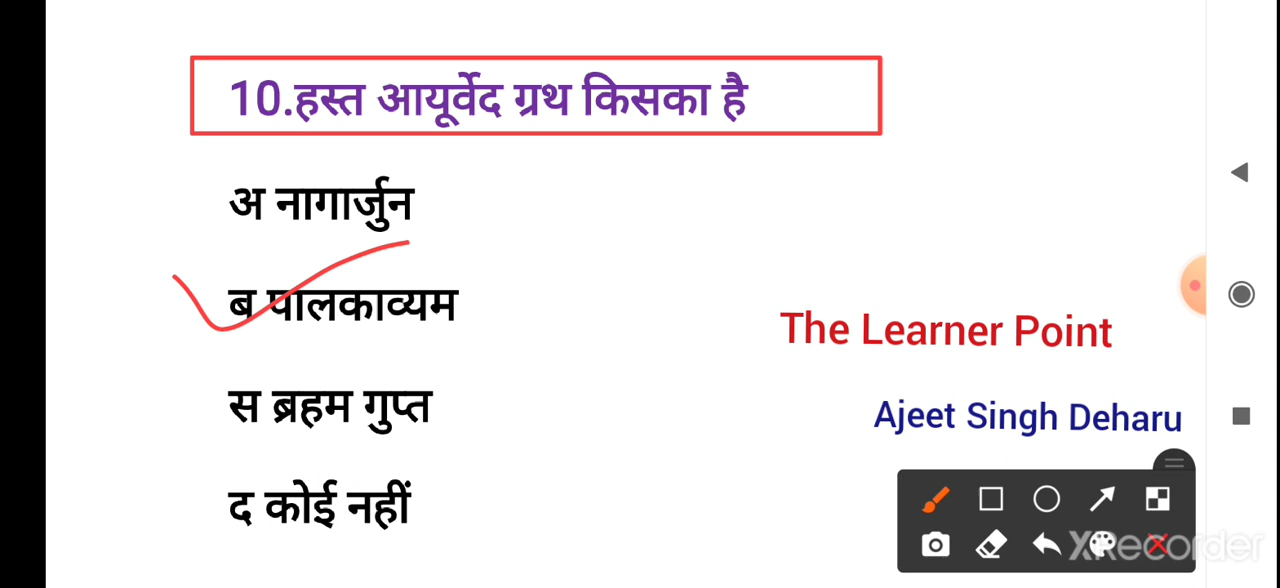 10.हस्त आयूर्वेद ग्रथ किसका है
अ नागार्जुन
ब पालकाव्यम
स ब्रहम गुप्त
द कोई नहीं
The Learner Point
Ajeet Singh Deharu
XRecorder